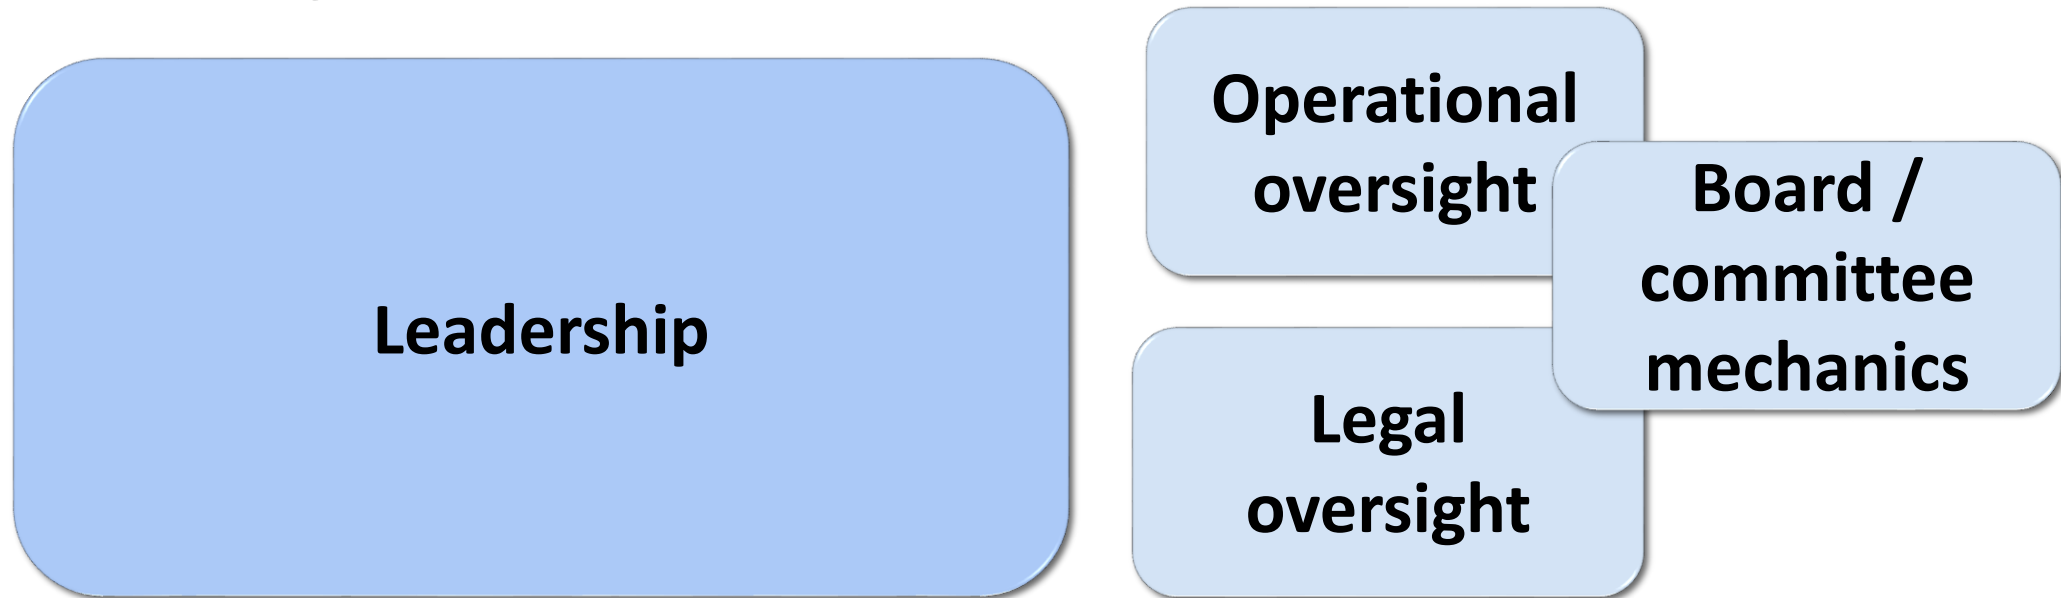 Leadership
Operational
oversight
Board /
committee
mechanics
Legal
oversight